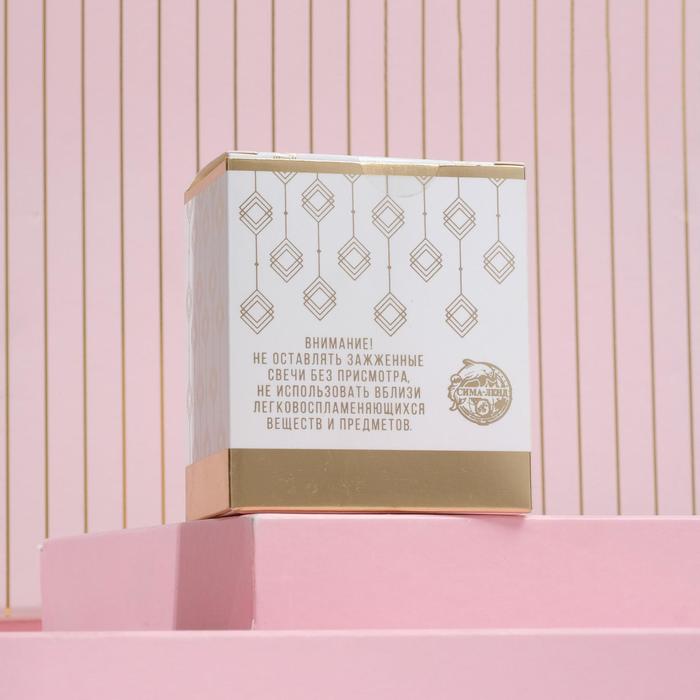 ВНИМАНИЕ!
НЕ ОСТАВЛЯТЬ ЗАЖЖЕННЫЕ
СВЕЧИ БЕЗ ПРИСМОТРА,
НЕ ИСПОЛЬЗОВАТЬ ВБЛИЗИ
ЛЕГКОВОСПЛАМЕНЯЮЩИХСЯ
ВЕЩЕСТВ И ПРЕДМЕТОВ.
СИМА-ЛЕНД